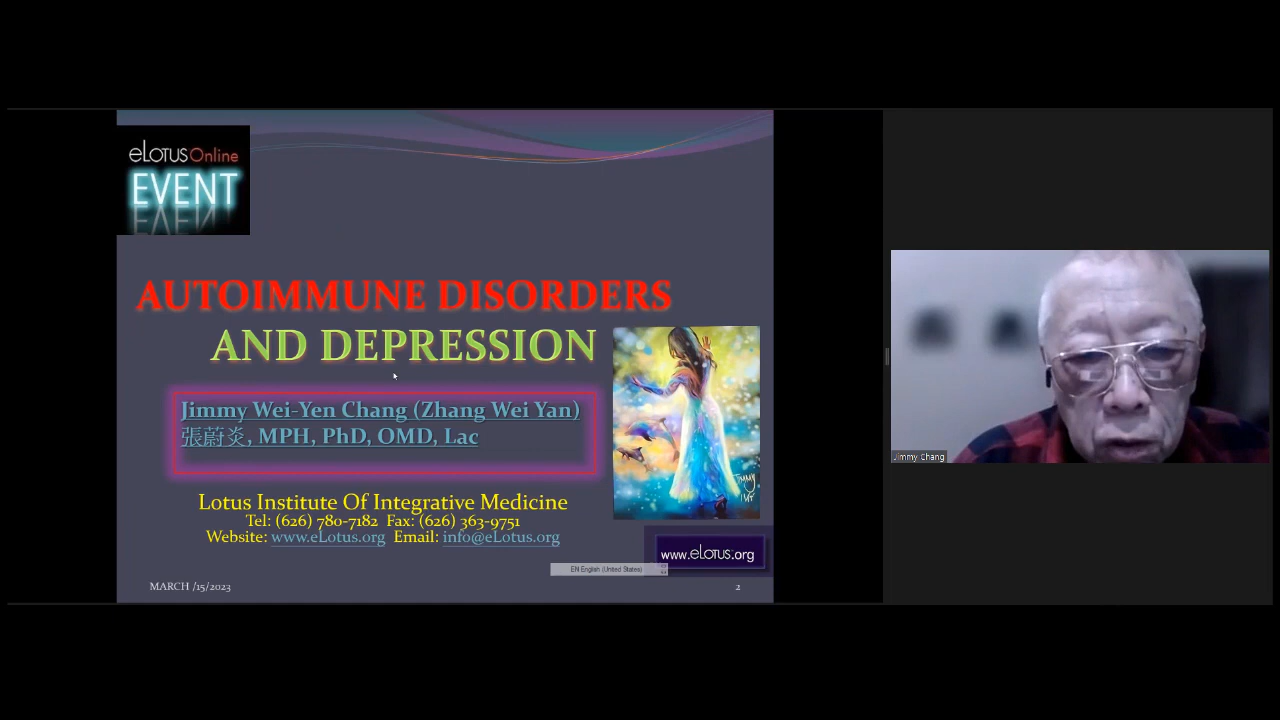 eLOTUS Online
EVENT
AUTOIMMUNE DISORDERS
AND DEPRESSION
Jimmy Wei-Yen Chang (Zhang Wei Yan)
張蔚炎, MPH, PhD, OMD, Lac
Lotus Institute Of Integrative Medicine
Tel: (626) 780-7182 Fax: (626) 363-9751
Website: www.eLotus.org Email: info@eLotus.org
www.eLOTUS.org
EN English (United States)
MARCH /15/2023
2
Jimmy Chang